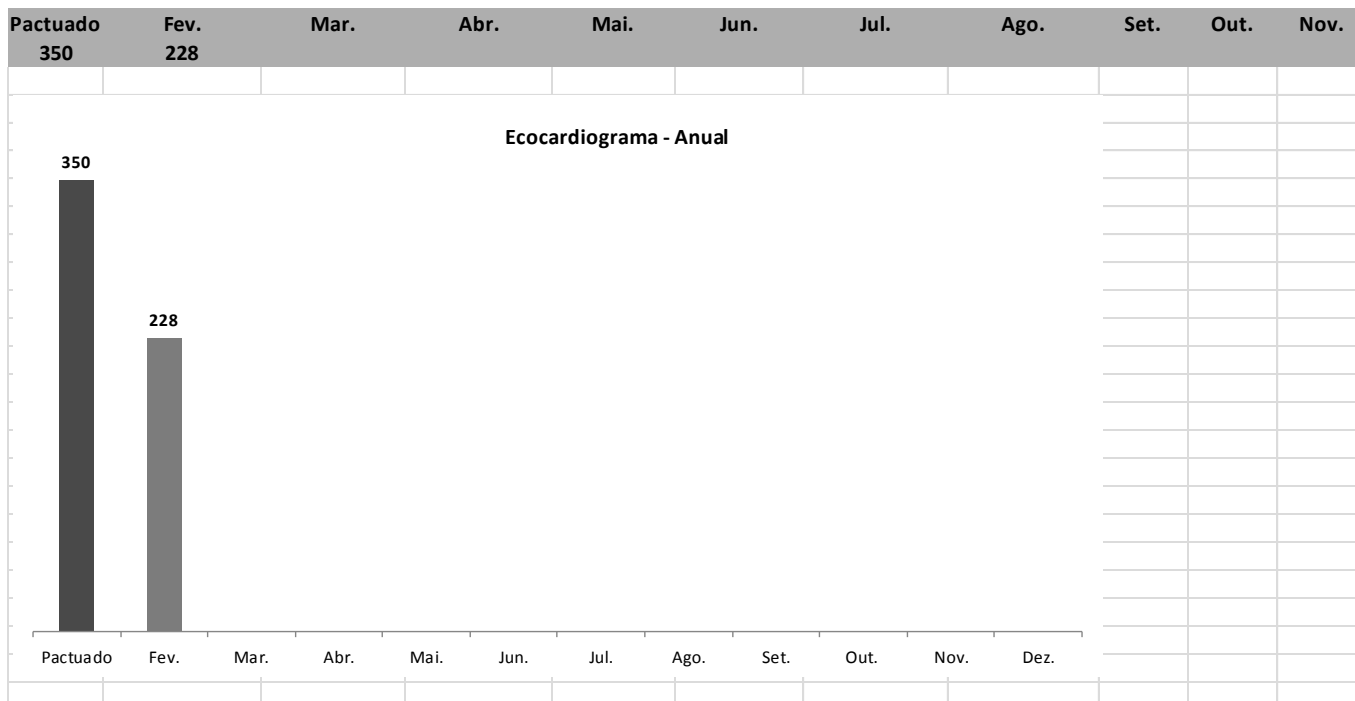 Pactuado Fev. Mar. Abr. Mai. Jun. Jul. Ago. Set. Out. Nov.
350 228
Ecocardiograma - Anual
350
228
Pactuado Fev. Mar. Abr. Mai. Jun. Jul. Ago. Set. Out. Nov. Dez.